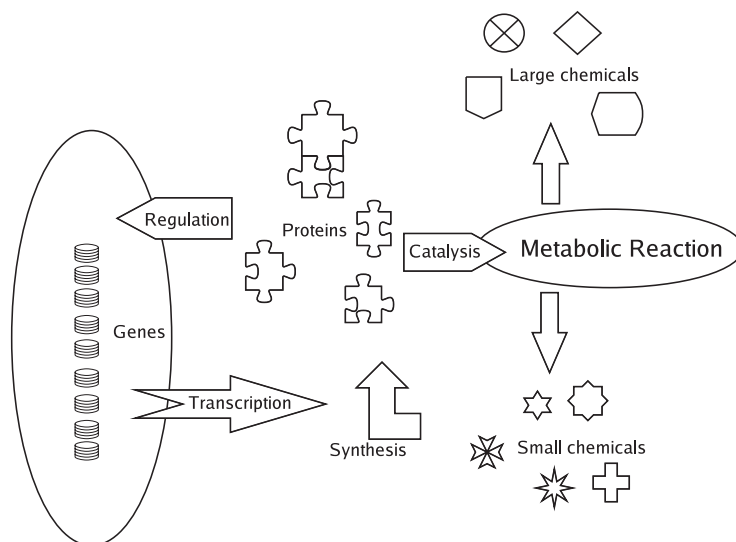 Large chemicals
Regulation
Proteins
Catalysis
Metabolic Reaction
Genes
Transcription
Synthesis
Small chemicals